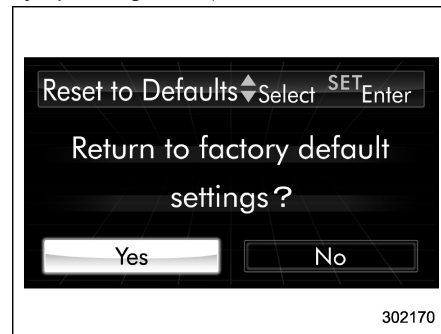 Reset to Defaults Select SET Enter
Return to factory default
settings?
Yes No
302170